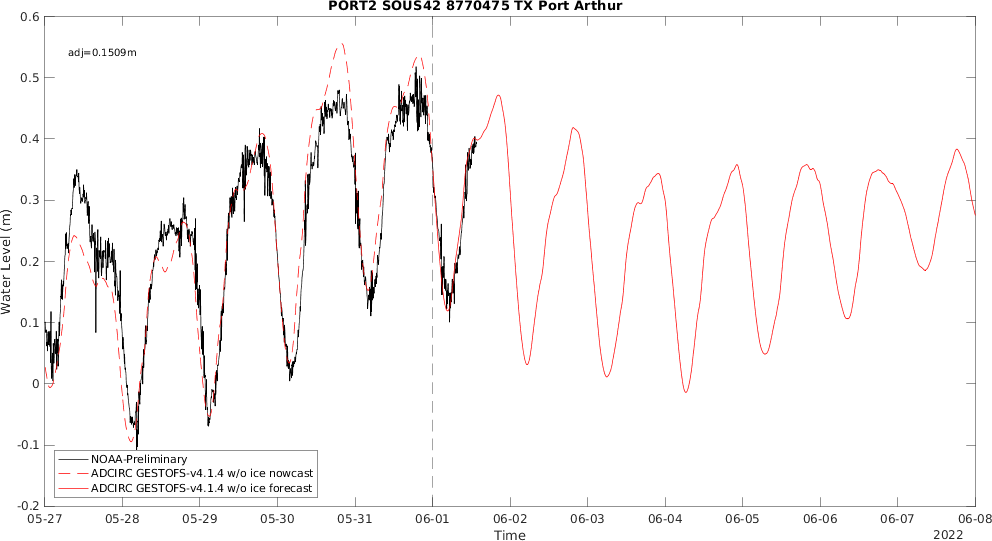 PORT2 SOUS42 8770475 TX Port Arthur
adj=0.1509m
0.6
0.5
0.4
0.3
0.2
0.1
0
-0.1
-0.2
Water Level (m)
NOAA-Preliminary
ADCIRC GESTOFS-v4.1.4 w/o ice nowcast
ADCIRC GESTOFS-v4.1.4 w/o ice forecast
05-27 05-28 05-29 05-30 05-31 06-01 06-02 06-03 06-04 06-05 06-06 06-07 06-08
Time
2022